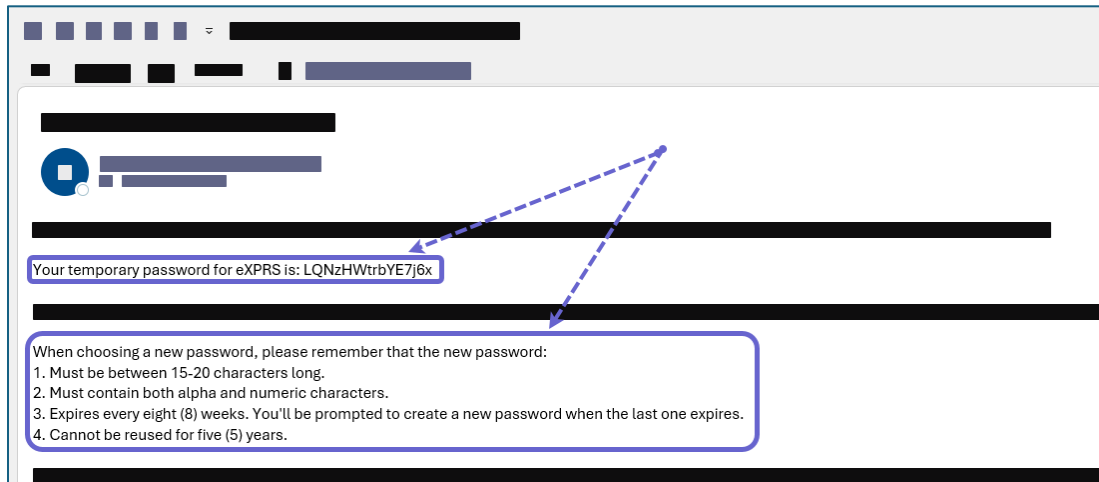 Your temporary password for eXPRS is: LQNzHWtrbYE7j6x
When choosing a new password, please remember that the new password:
1. Must be between 15-20 characters long.
2. Must contain both alpha and numeric characters.
3. Expires every eight (8) weeks. You'll be prompted to create a new password when the last one expires.
4. Cannot be reused for five (5) years.